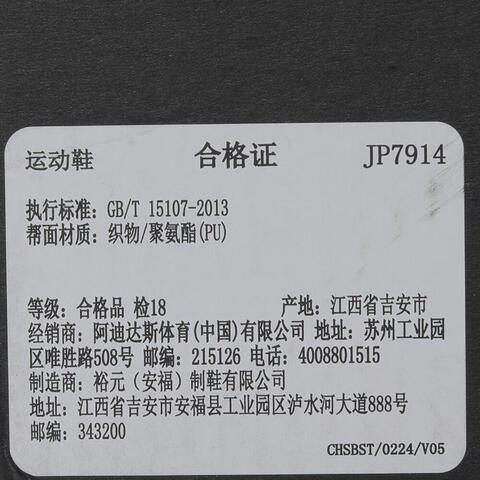 运动鞋 合格证 JP7914
执行标准: GB/T 15107-2013
帮面材质: 织物/聚氨酯(PU)
等级: 合格品 检18 产地: 江西省吉安市
经销商: 阿迪达斯体育(中国)有限公司 地址: 苏州工业园
区唯胜路508号 邮编: 215126 电话: 4008801515
制造商: 裕元（安福）制鞋有限公司
地址: 江西省吉安市安福县工业园区泸水河大道888号
邮编: 343200
CHSBST/0224/V05